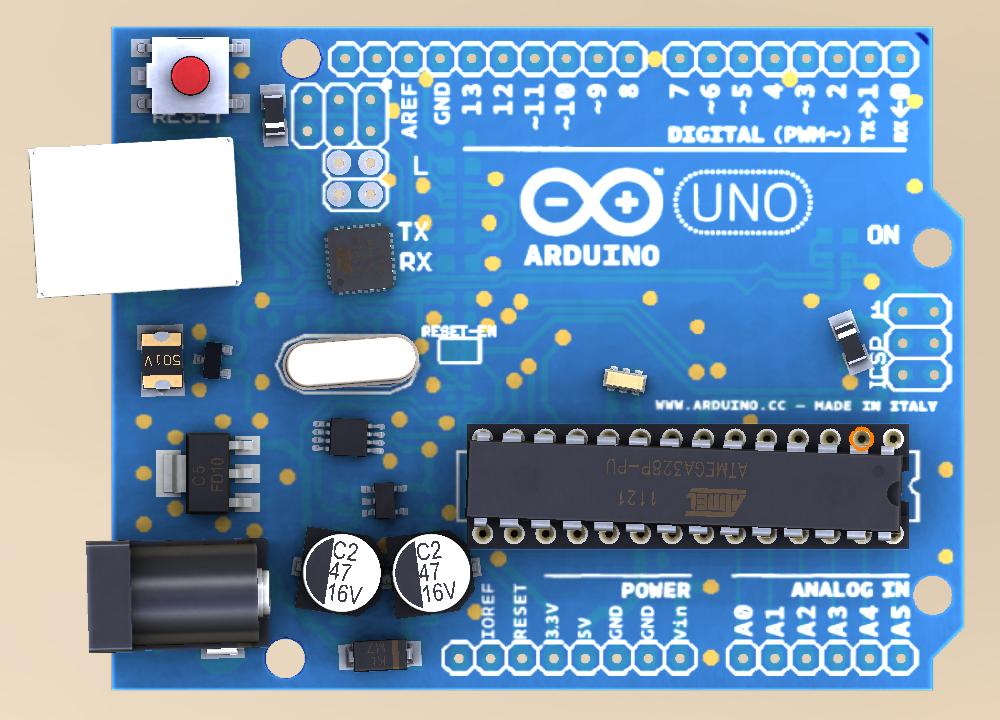 RESET
AREF
GND
13
12
~11
~10
~9
8
7
~6
~5
4
~3
2
TX→1
RX←0
DIGITAL (PWM~)
L
TX
RX
UNO
ARDUINO
ON
RESET-EN
1
ICSP
501V
C5
FD10
WWW.ARDUINO.CC – MADE IN ITALY
ATMEGA328P-PU
1121
ATMEL
C2
47
16V
C2
47
16V
POWER
ANALOG IN
IOREF
RESET
3.3V
5V
GND
GND
Vin
A0
A1
A2
A3
A4
A5